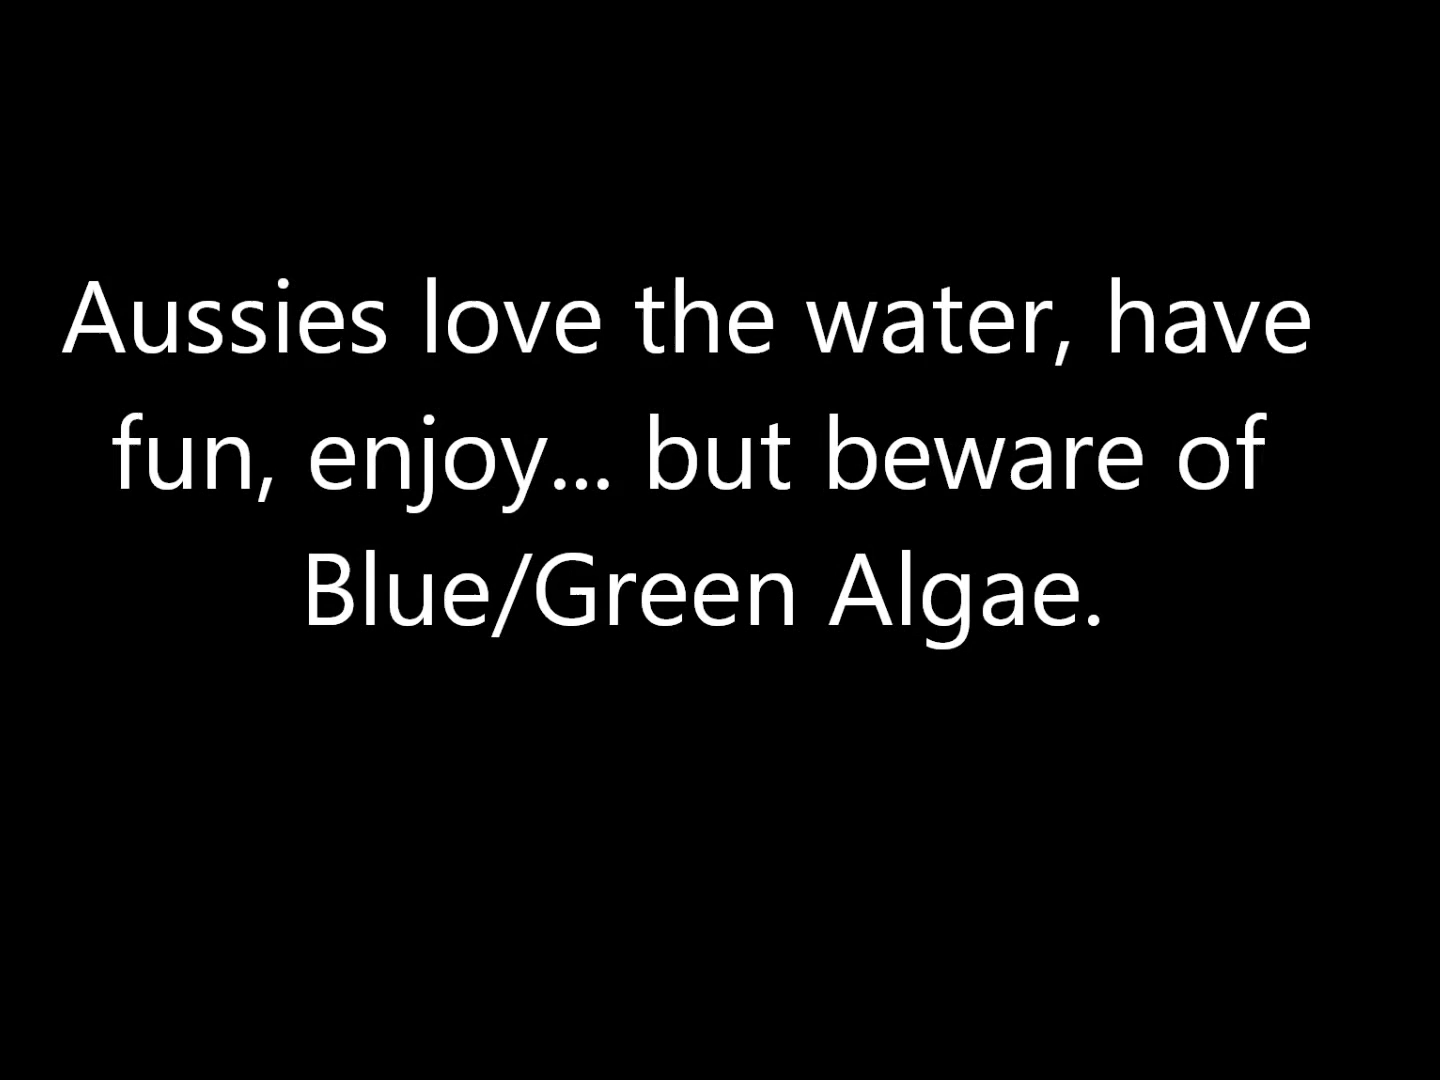 Aussies love the water, have
fun, enjoy... but beware of
Blue/Green Algae.